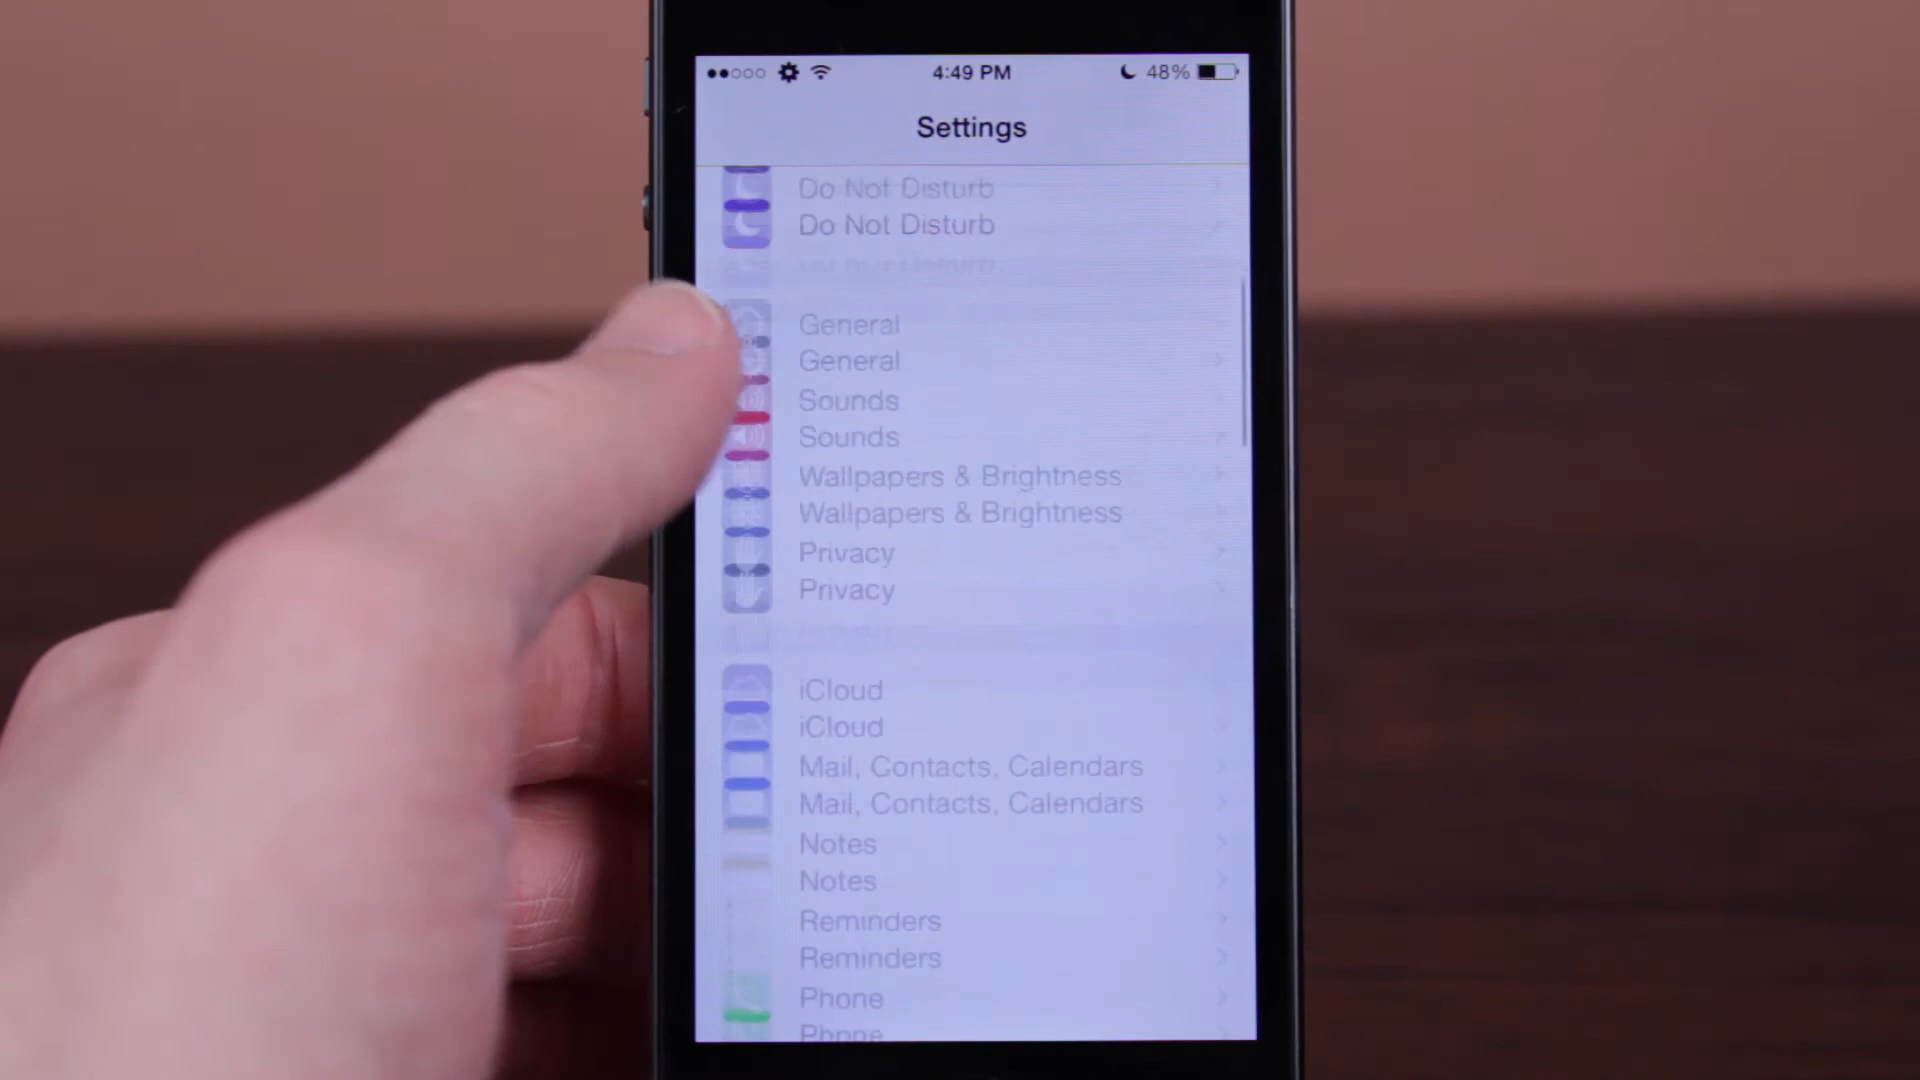 4:49 PM
48%
Settings
Do Not Disturb
Do Not Disturb
General
General
Sounds
Sounds
Wallpapers & Brightness
Wallpapers & Brightness
Privacy
Privacy
iCloud
iCloud
Mail, Contacts, Calendars
Mail, Contacts, Calendars
Notes
Notes
Reminders
Reminders
Phone
Phone